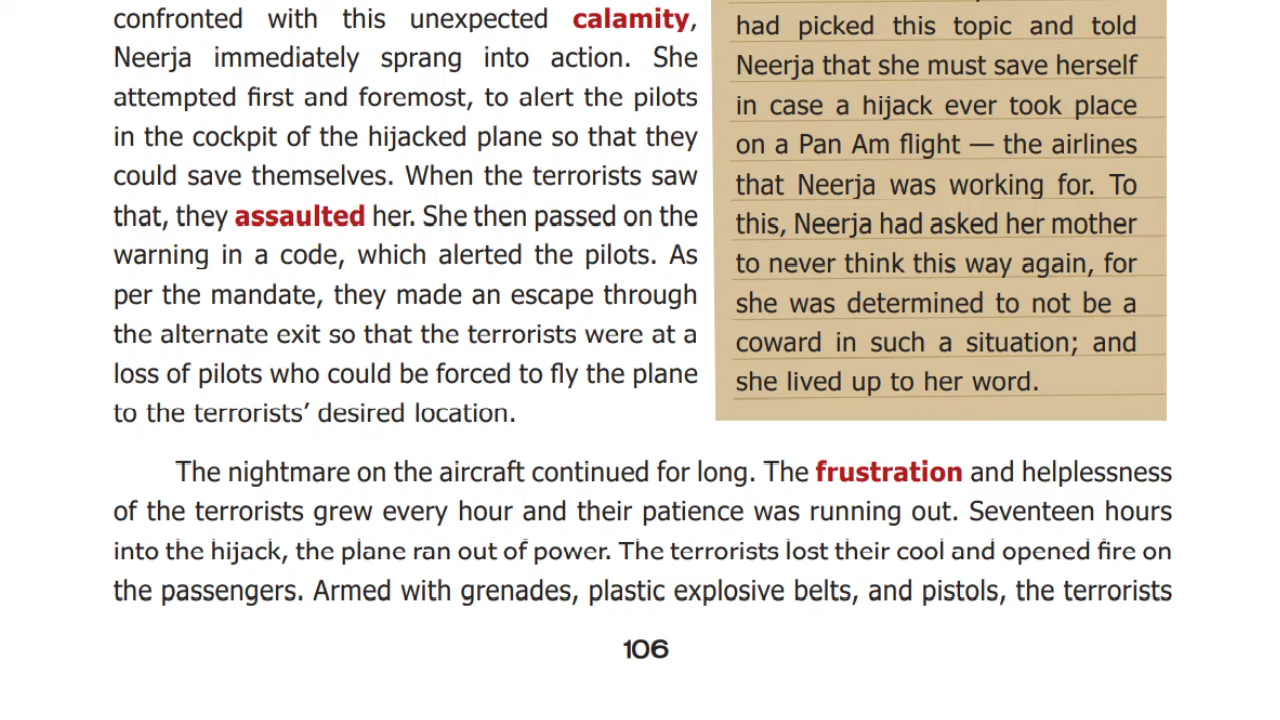 confronted with this unexpected calamity,
Neerja immediately sprang into action. She
attempted first and foremost, to alert the pilots
in the cockpit of the hijacked plane so that they
could save themselves. When the terrorists saw
that, they assaulted her. She then passed on the
warning in a code, which alerted the pilots. As
per the mandate, they made an escape through
the alternate exit so that the terrorists were at a
loss of pilots who could be forced to fly the plane
to the terrorists’ desired location.
had picked this topic and told
Neerja that she must save herself
in case a hijack ever took place
on a Pan Am flight — the airlines
that Neerja was working for. To
this, Neerja had asked her mother
to never think this way again, for
she was determined to not be a
coward in such a situation; and
she lived up to her word.
The nightmare on the aircraft continued for long. The frustration and helplessness
of the terrorists grew every hour and their patience was running out. Seventeen hours
into the hijack, the plane ran out of power. The terrorists lost their cool and opened fire on
the passengers. Armed with grenades, plastic explosive belts, and pistols, the terrorists
106